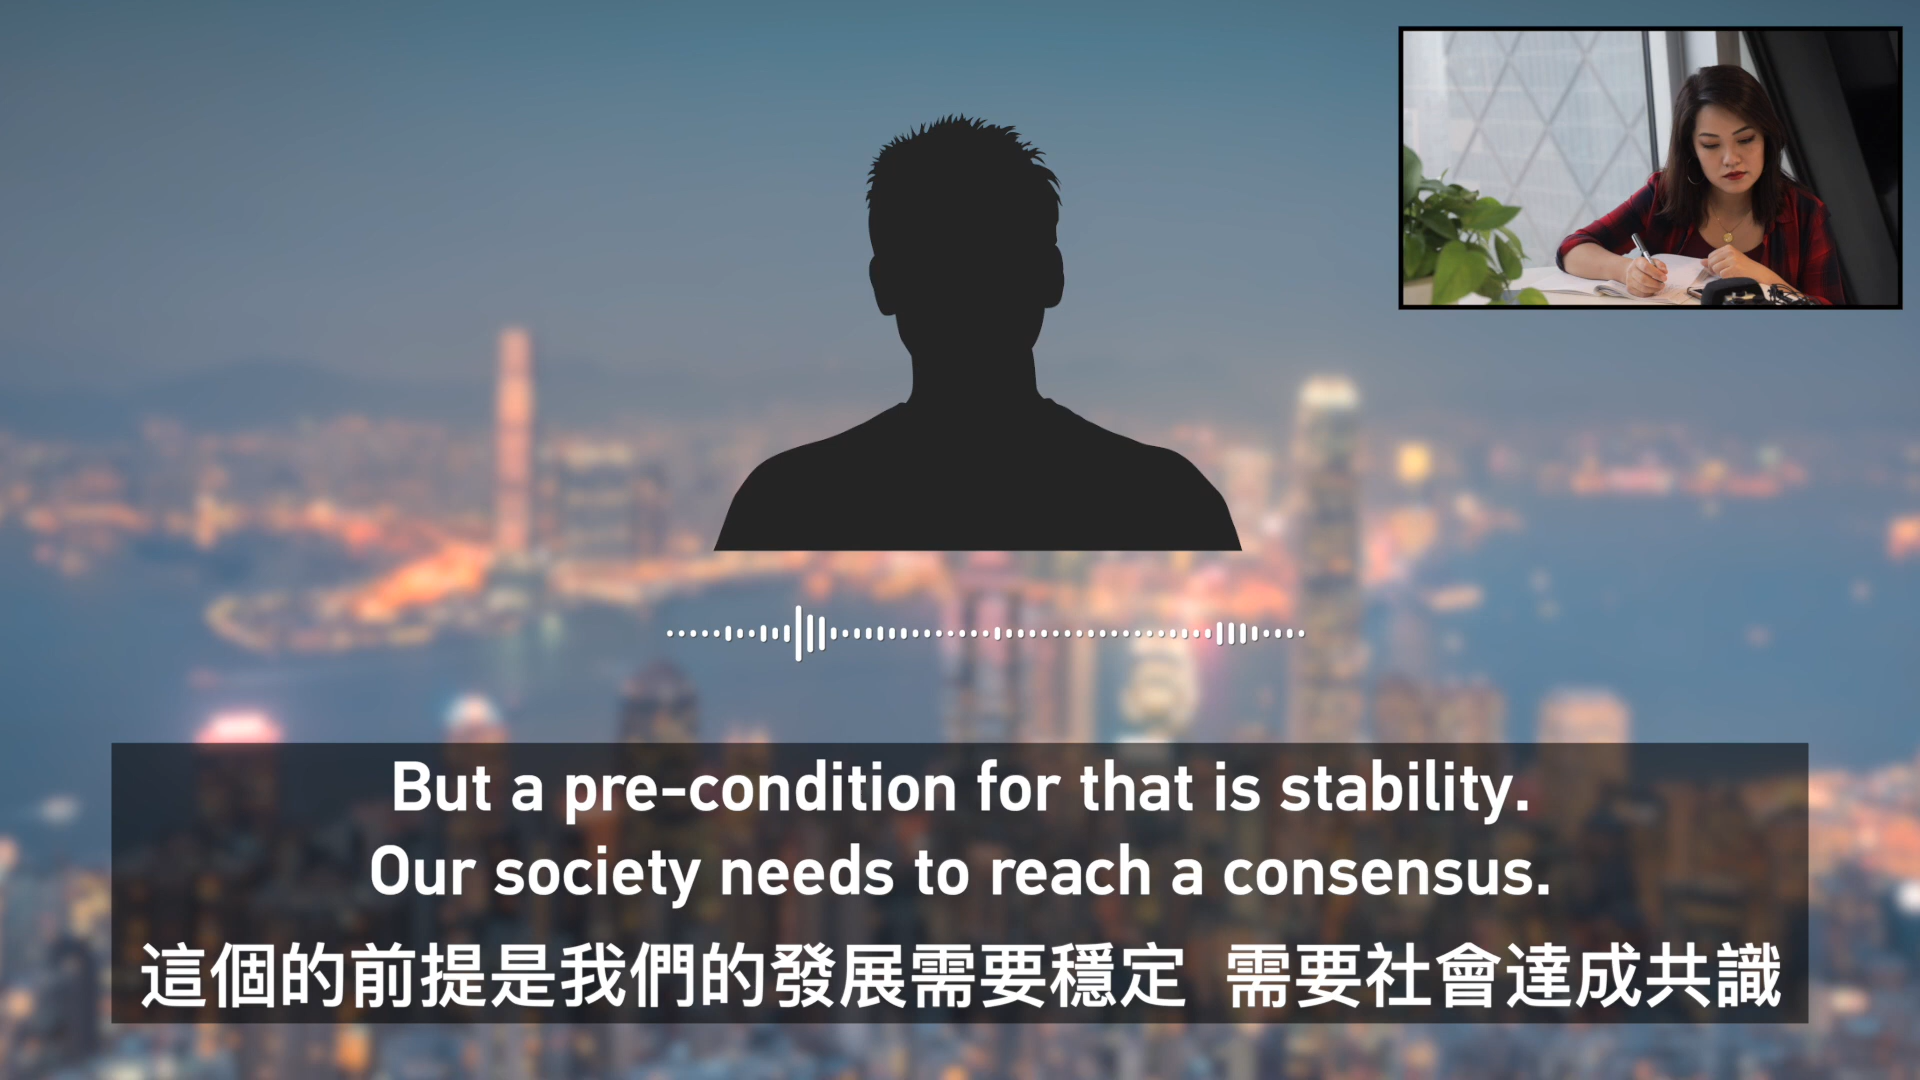 But a pre-condition for that is stability.
Our society needs to reach a consensus.
這個的前提是我們的發展需要穩定 需要社會達成共識